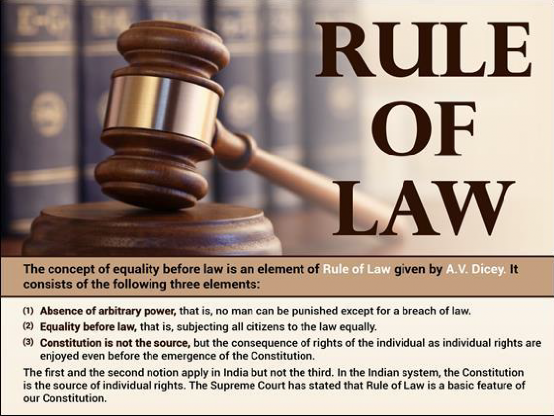 RULE
OF
LAW
The concept of equality before law is an element of Rule of Law given by A.V. Dicey. It
consists of the following three elements:
(1) Absence of arbitrary power, that is, no man can be punished except for a breach of law.
(2) Equality before law, that is, subjecting all citizens to the law equally.
(3) Constitution is not the source, but the consequence of rights of the individual as individual rights are
enjoyed even before the emergence of the Constitution.
The first and the second notion apply in India but not the third. In the Indian system, the Constitution
is the source of individual rights. The Supreme Court has stated that Rule of Law is a basic feature of
our Constitution.